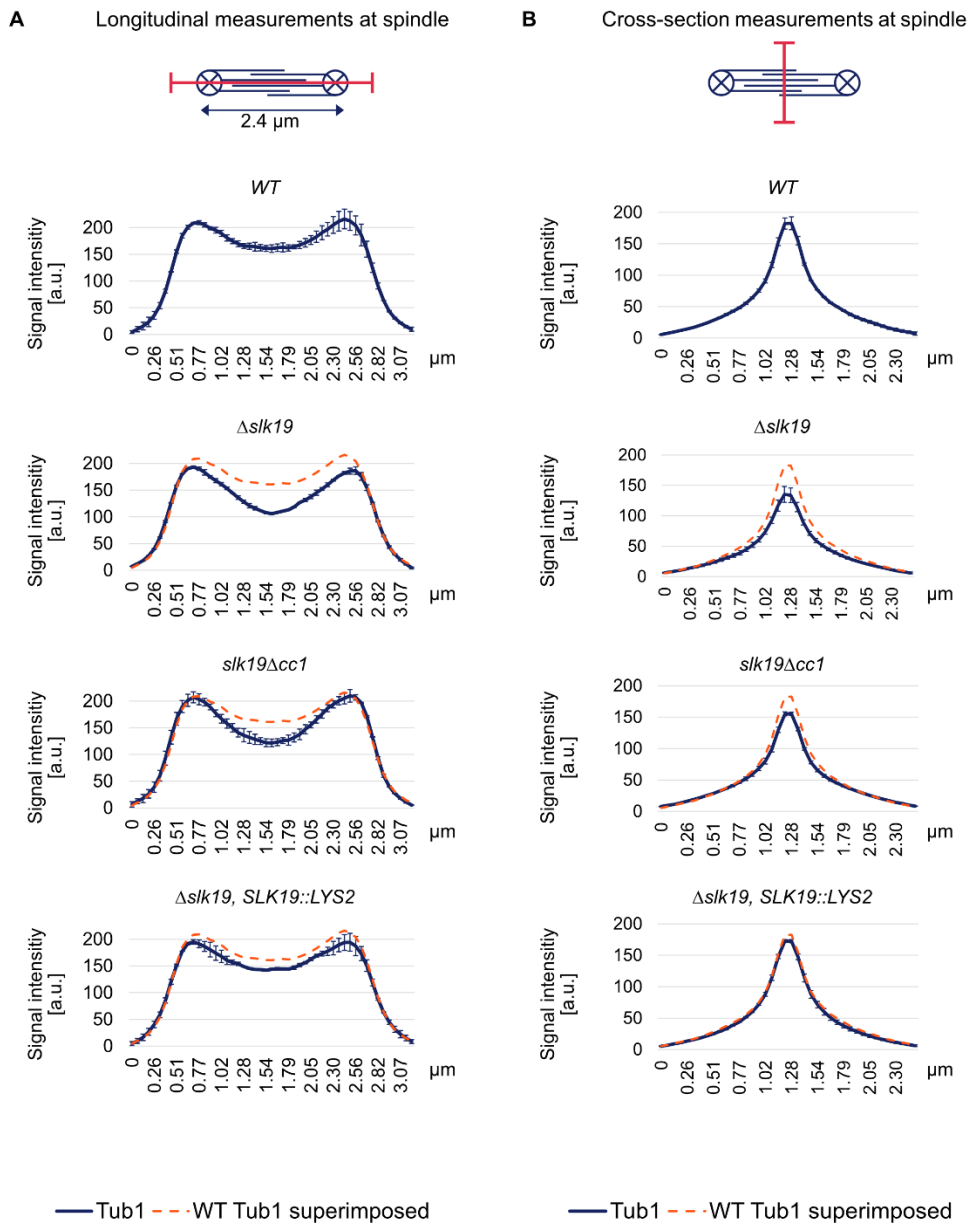 A Longitudinal measurements at spindle
2.4 µm
WT
Signal intensitiy
[a.u.]
200
150
100
50
0
0 0.26 0.51 0.77 1.02 1.28 1.54 1.79 2.05 2.30 2.56 2.82 3.07 µm
Δslk19
Signal intensitiy
[a.u.]
200
150
100
50
0
0 0.26 0.51 0.77 1.02 1.28 1.54 1.79 2.05 2.30 2.56 2.82 3.07 µm
slk19Δcc1
Signal intensitiy
[a.u.]
200
150
100
50
0
0 0.26 0.51 0.77 1.02 1.28 1.54 1.79 2.05 2.30 2.56 2.82 3.07 µm
Δslk19, SLK19::LYS2
Signal intensitiy
[a.u.]
200
150
100
50
0
0 0.26 0.51 0.77 1.02 1.28 1.54 1.79 2.05 2.30 2.56 2.82 3.07 µm
Tub1 WT Tub1 superimposed
B Cross-section measurements at spindle
WT
Signal intensitiy
[a.u.]
200
150
100
50
0
0 0.26 0.51 0.77 1.02 1.28 1.54 1.79 2.05 2.30 µm
Δslk19
Signal intensitiy
[a.u.]
200
150
100
50
0
0 0.26 0.51 0.77 1.02 1.28 1.54 1.79 2.05 2.30 µm
slk19Δcc1
Signal intensitiy
[a.u.]
200
150
100
50
0
0 0.26 0.51 0.77 1.02 1.28 1.54 1.79 2.05 2.30 µm
Δslk19, SLK19::LYS2
Signal intensitiy
[a.u.]
200
150
100
50
0
0 0.26 0.51 0.77 1.02 1.28 1.54 1.79 2.05 2.30 µm
Tub1 WT Tub1 superimposed